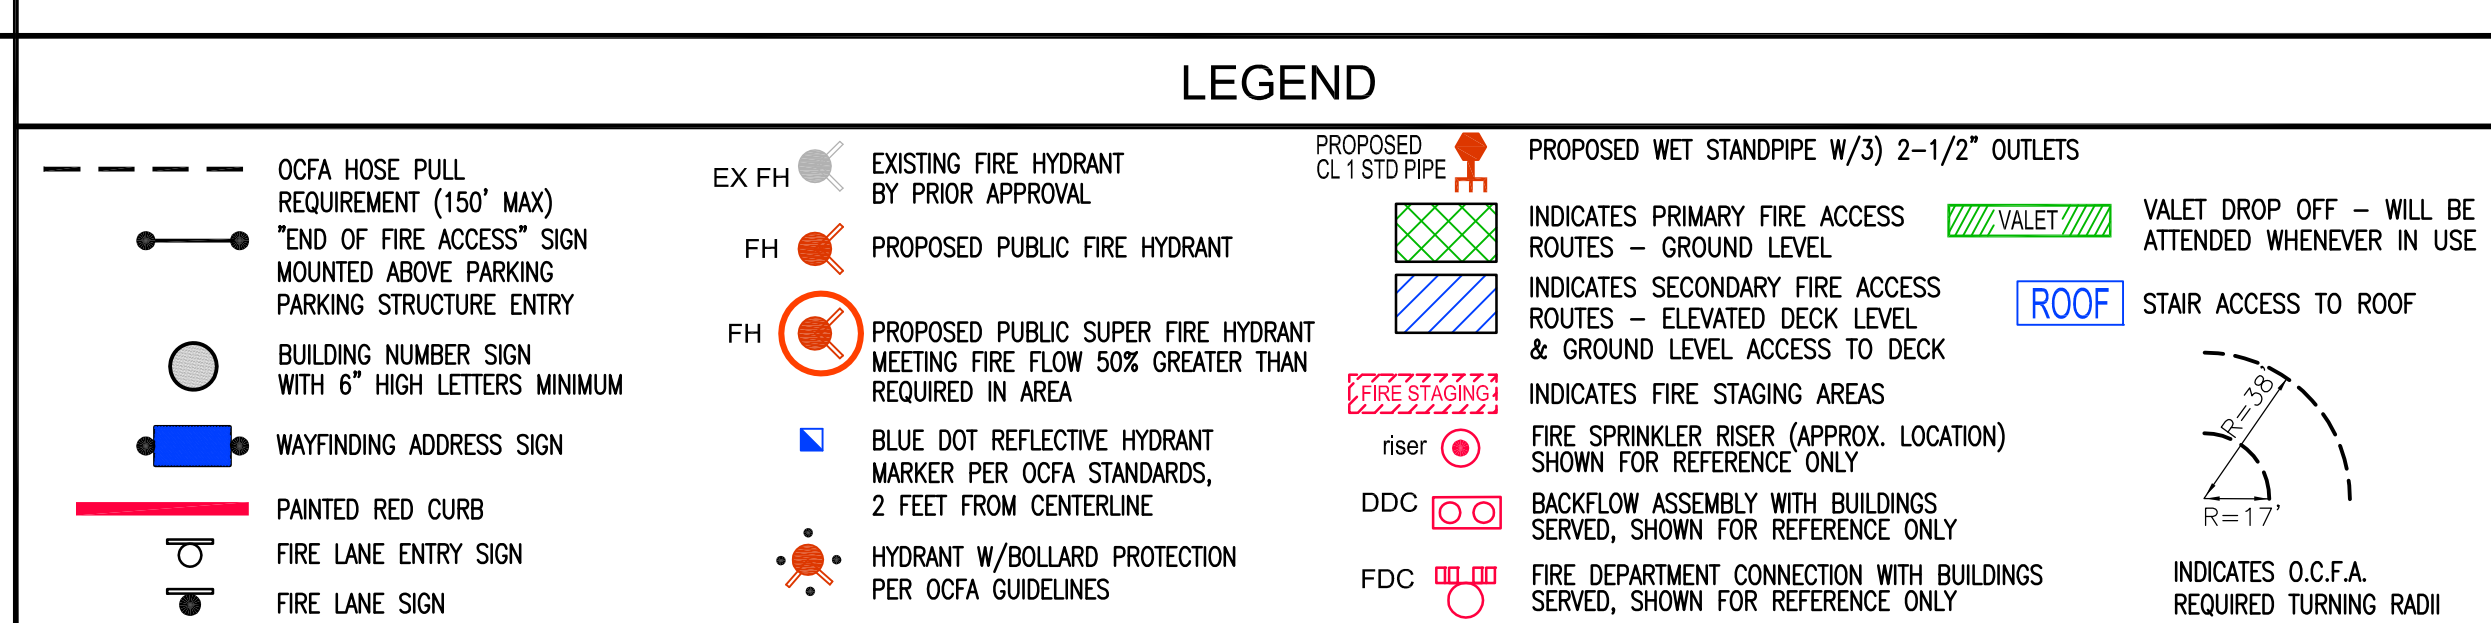 LEGEND
OCFA HOSE PULL
REQUIREMENT (150' MAX)
"END OF FIRE ACCESS" SIGN
MOUNTED ABOVE PARKING
PARKING STRUCTURE ENTRY
BUILDING NUMBER SIGN
WITH 6" HIGH LETTERS MINIMUM
WAYFINDING ADDRESS SIGN
PAINTED RED CURB
FIRE LANE ENTRY SIGN
FIRE LANE SIGN
EX FH
EXISTING FIRE HYDRANT
BY PRIOR APPROVAL
FH
PROPOSED PUBLIC FIRE HYDRANT
FH
PROPOSED PUBLIC SUPER FIRE HYDRANT
MEETING FIRE FLOW 50% GREATER THAN
REQUIRED IN AREA
BLUE DOT REFLECTIVE HYDRANT
MARKER PER OCFA STANDARDS,
2 FEET FROM CENTERLINE
HYDRANT W/BOLLARD PROTECTION
PER OCFA GUIDELINES
PROPOSED
CL 1 STD PIPE
PROPOSED WET STANDPIPE W/3) 2-1/2" OUTLETS
INDICATES PRIMARY FIRE ACCESS
ROUTES - GROUND LEVEL
INDICATES SECONDARY FIRE ACCESS
ROUTES - ELEVATED DECK LEVEL
& GROUND LEVEL ACCESS TO DECK
FIRE STAGING
INDICATES FIRE STAGING AREAS
riser
FIRE SPRINKLER RISER (APPROX. LOCATION)
SHOWN FOR REFERENCE ONLY
DDC
BACKFLOW ASSEMBLY WITH BUILDINGS
SERVED, SHOWN FOR REFERENCE ONLY
FDC
FIRE DEPARTMENT CONNECTION WITH BUILDINGS
SERVED, SHOWN FOR REFERENCE ONLY
VALET
VALET DROP OFF - WILL BE
ATTENDED WHENEVER IN USE
ROOF
STAIR ACCESS TO ROOF
R=38'
R=17'
INDICATES O.C.F.A.
REQUIRED TURNING RADII